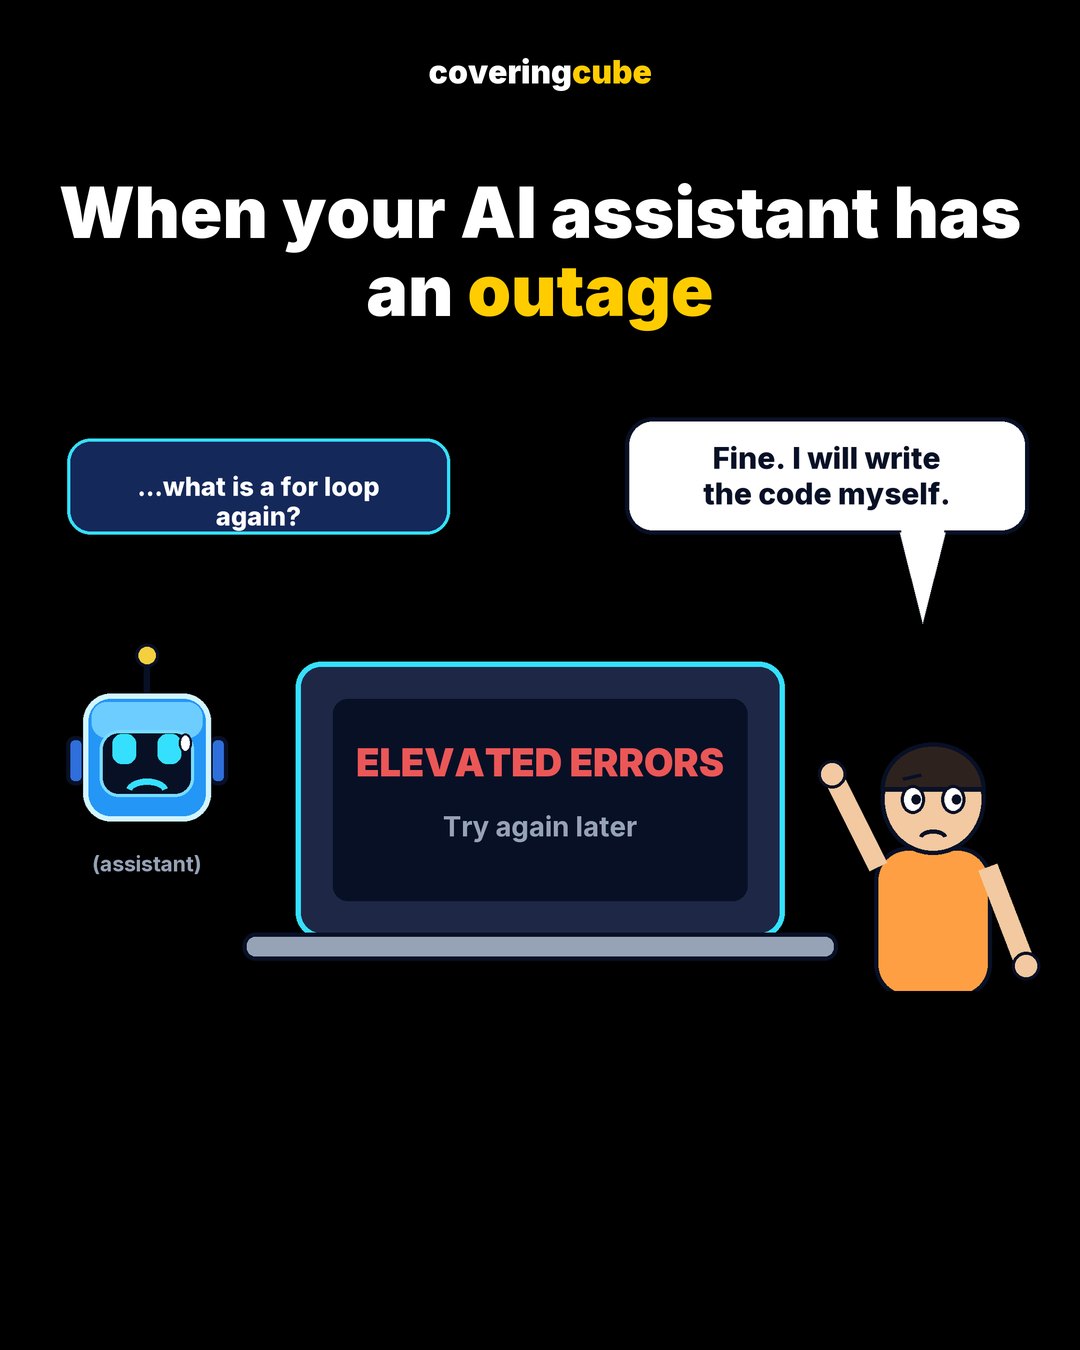 coveringcube
When your AI assistant has
an outage
...what is a for loop
again?
Fine. I will write
the code myself.
ELEVATED ERRORS
Try again later
(assistant)